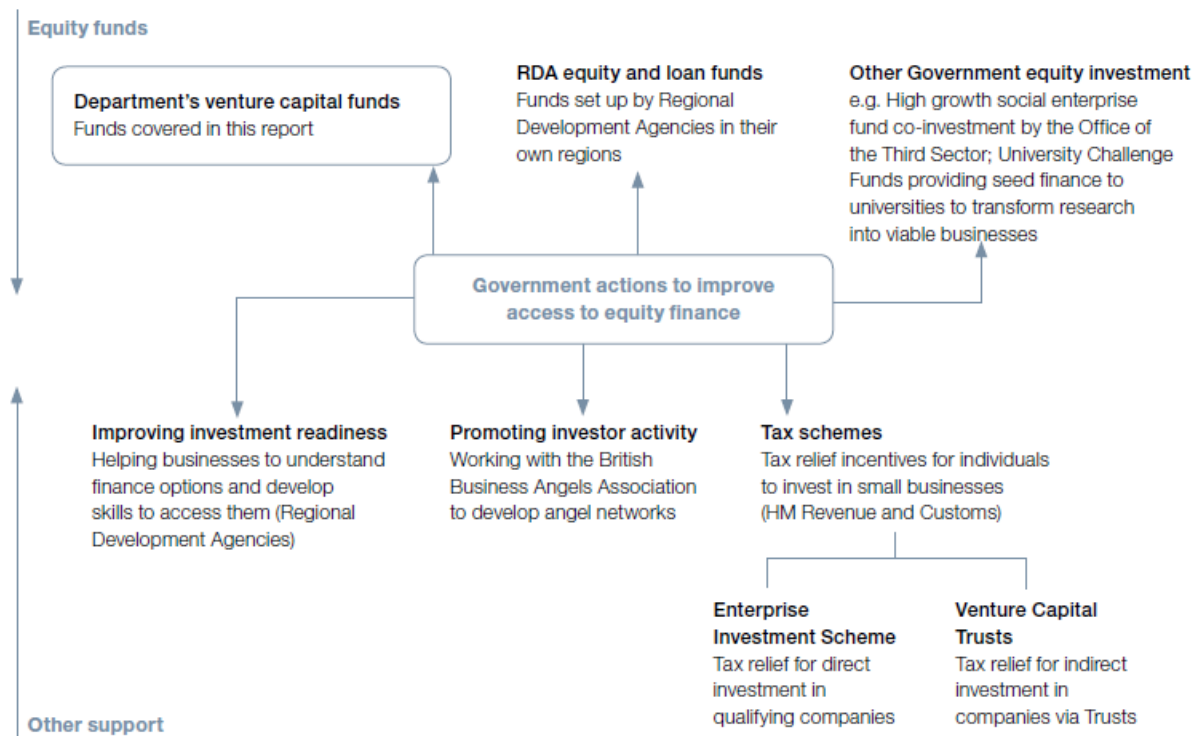 Equity funds
Department's venture capital funds
Funds covered in this report
RDA equity and loan funds
Funds set up by Regional
Development Agencies in their
own regions
Other Government equity investment
e.g. High growth social enterprise
fund co-investment by the Office of
the Third Sector; University Challenge
Funds providing seed finance to
universities to transform research
into viable businesses
Government actions to improve
access to equity finance
Improving investment readiness
Helping businesses to understand
finance options and develop
skills to access them (Regional
Development Agencies)
Promoting investor activity
Working with the British
Business Angels Association
to develop angel networks
Tax schemes
Tax relief incentives for individuals
to invest in small businesses
(HM Revenue and Customs)
Enterprise
Investment Scheme
Tax relief for direct
investment in
qualifying companies
Venture Capital
Trusts
Tax relief for indirect
investment in
companies via Trusts
Other support